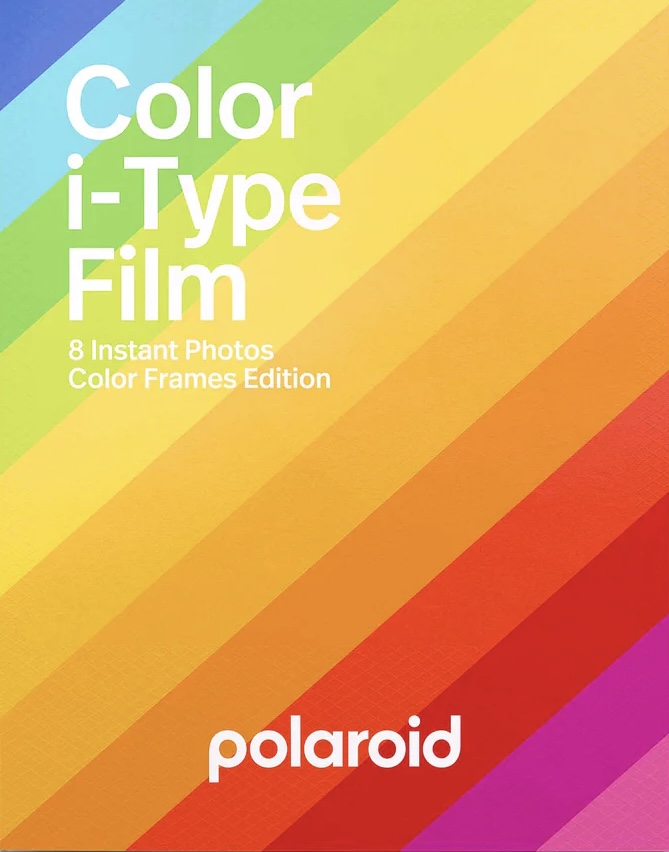 Color
i-Type
Film
8 Instant Photos
Color Frames Edition
polaroid